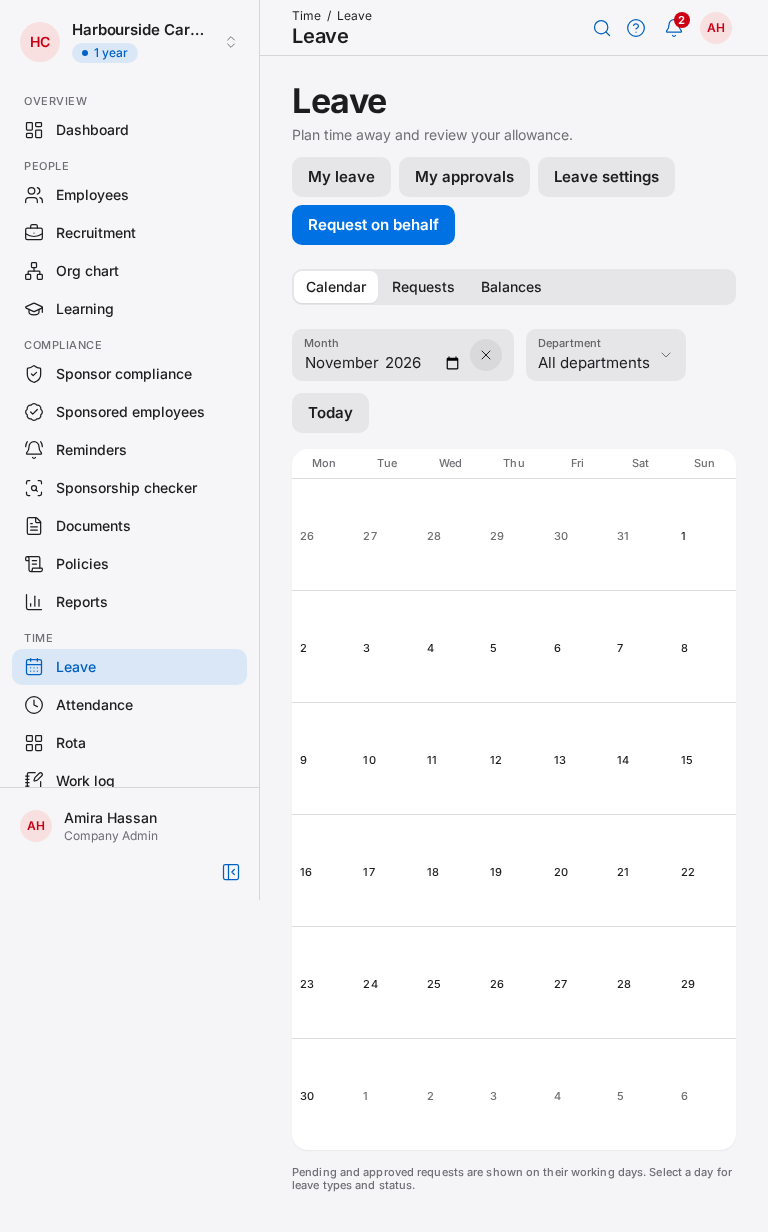 HC
Harbourside Car...
1 year
OVERVIEW
Dashboard
PEOPLE
Employees
Recruitment
Org chart
Learning
COMPLIANCE
Sponsor compliance
Sponsored employees
Reminders
Sponsorship checker
Documents
Policies
Reports
TIME
Leave
Attendance
Rota
Work log
AH
Amira Hassan
Company Admin
Time / Leave
Leave
2
AH
Leave
Plan time away and review your allowance.
My leave My approvals Leave settings
Request on behalf
Calendar Requests Balances
Month
November 2026
Department
All departments
Today
Mon Tue Wed Thu Fri Sat Sun
26 27 28 29 30 31 1
2 3 4 5 6 7 8
9 10 11 12 13 14 15
16 17 18 19 20 21 22
23 24 25 26 27 28 29
30 1 2 3 4 5 6
Pending and approved requests are shown on their working days. Select a day for
leave types and status.